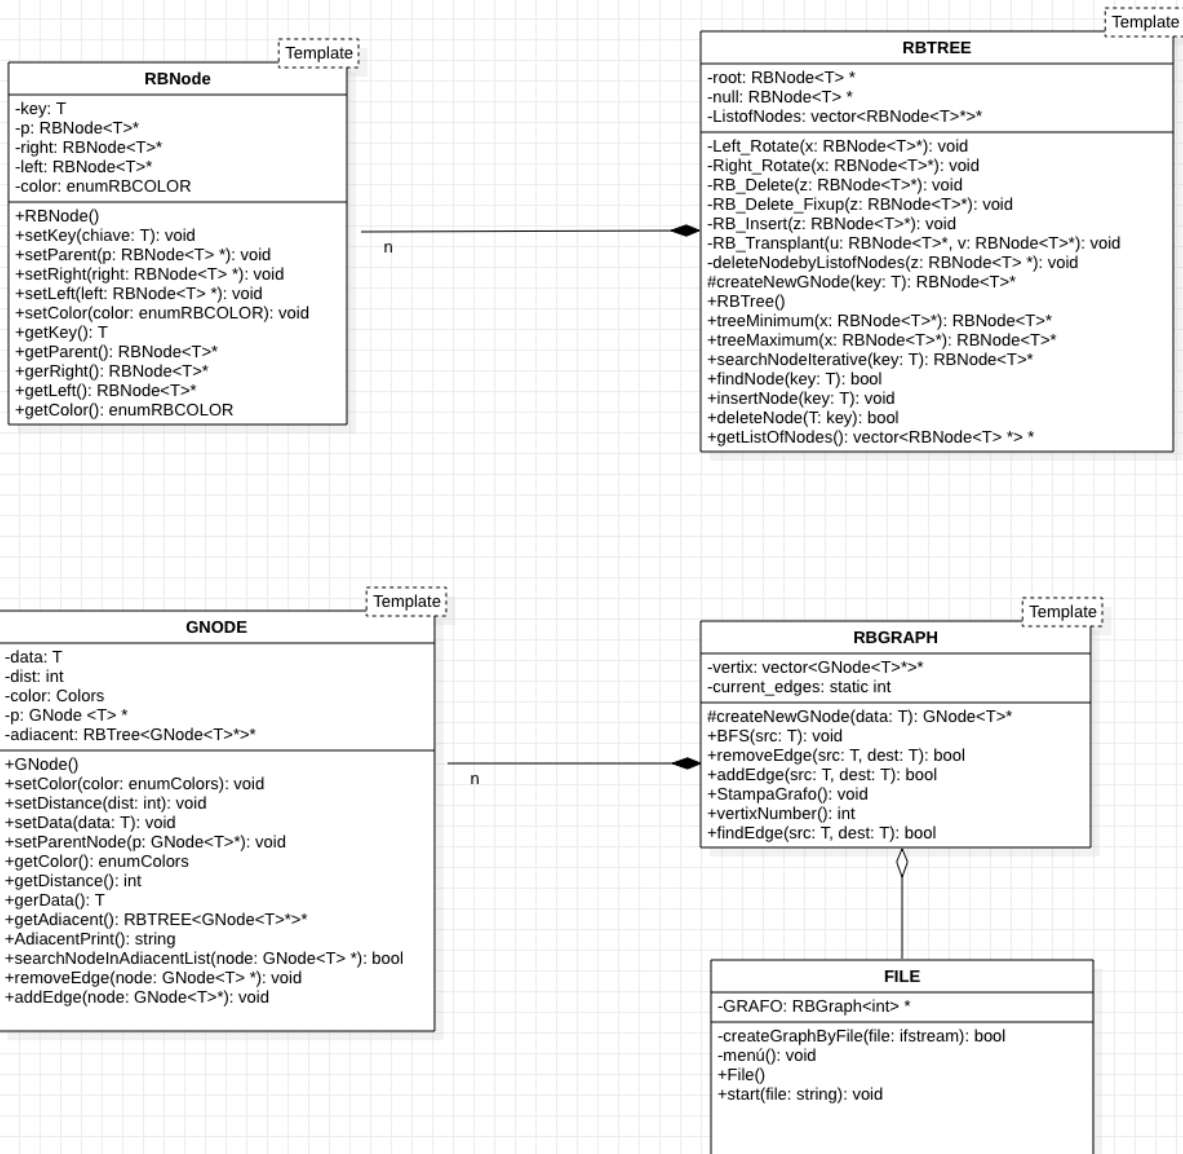 Template
RBNode
-key: T
-p: RBNode<T>*
-right: RBNode<T>*
-left: RBNode<T>*
-color: enumRBCOLOR
+RBNode()
+setKey(chiave: T): void
+setParent(p: RBNode<T> *): void
+setRight(right: RBNode<T> *): void
+setLeft(left: RBNode<T> *): void
+setColor(color: enumRBCOLOR): void
+getKey(): T
+getParent(): RBNode<T>*
+gerRight(): RBNode<T>*
+getLeft(): RBNode<T>*
+getColor(): enumRBCOLOR
n
Template
RBTREE
-root: RBNode<T> *
-null: RBNode<T> *
-ListofNodes: vector<RBNode<T>*>*
-Left_Rotate(x: RBNode<T>*): void
-Right_Rotate(x: RBNode<T>*): void
-RB_Delete(z: RBNode<T>*): void
-RB_Delete_Fixup(z: RBNode<T>*): void
-RB_Insert(z: RBNode<T>*): void
-RB_Transplant(u: RBNode<T>*, v: RBNode<T>*): void
-deleteNodebyListofNodes(z: RBNode<T> *): void
#createNewGNode(key: T): RBNode<T>*
+RBTree()
+treeMinimum(x: RBNode<T>*): RBNode<T>*
+treeMaximum(x: RBNode<T>*): RBNode<T>*
+searchNodeIterative(key: T): RBNode<T>*
+findNode(key: T): bool
+insertNode(key: T): void
+deleteNode(T: key): bool
+getListOfNodes(): vector<RBNode<T> *> *
Template
GNODE
-data: T
-dist: int
-color: Colors
-p: GNode <T> *
-adiacent: RBTree<GNode<T>*>*
+GNode()
+setColor(color: enumColors): void
+setDistance(dist: int): void
+setData(data: T): void
+setParentNode(p: GNode<T>*): void
+getColor(): enumColors
+getDistance(): int
+gerData(): T
+getAdiacent(): RBTREE<GNode<T>*>*
+AdiacentPrint(): string
+searchNodeInAdiacentList(node: GNode<T> *): bool
+removeEdge(node: GNode<T> *): void
+addEdge(node: GNode<T>*): void
n
Template
RBGRAPH
-vertix: vector<GNode<T>*>*
-current_edges: static int
#createNewGNode(data: T): GNode<T>*
+BFS(src: T): void
+removeEdge(src: T, dest: T): bool
+addEdge(src: T, dest: T): bool
+StampaGrafo(): void
+vertixNumber(): int
+findEdge(src: T, dest: T): bool
FILE
-GRAFO: RBGraph<int> *
-createGraphByFile(file: ifstream): bool
-menú(): void
+File()
+start(file: string): void